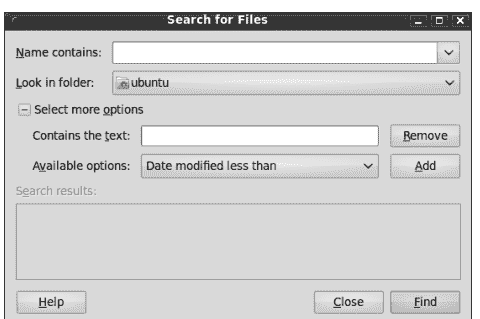 Search for Files
Name contains:
Look in folder: ubuntu
Select more options
Contains the text: Remove
Available options: Date modified less than Add
Search results:
Help Close Find